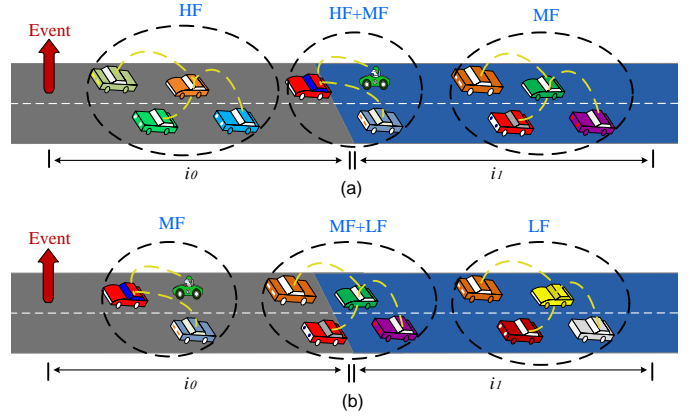 HF HF+MF MF
Event
i0 i1
(a)
MF MF+LF LF
Event
i0 i1
(b)